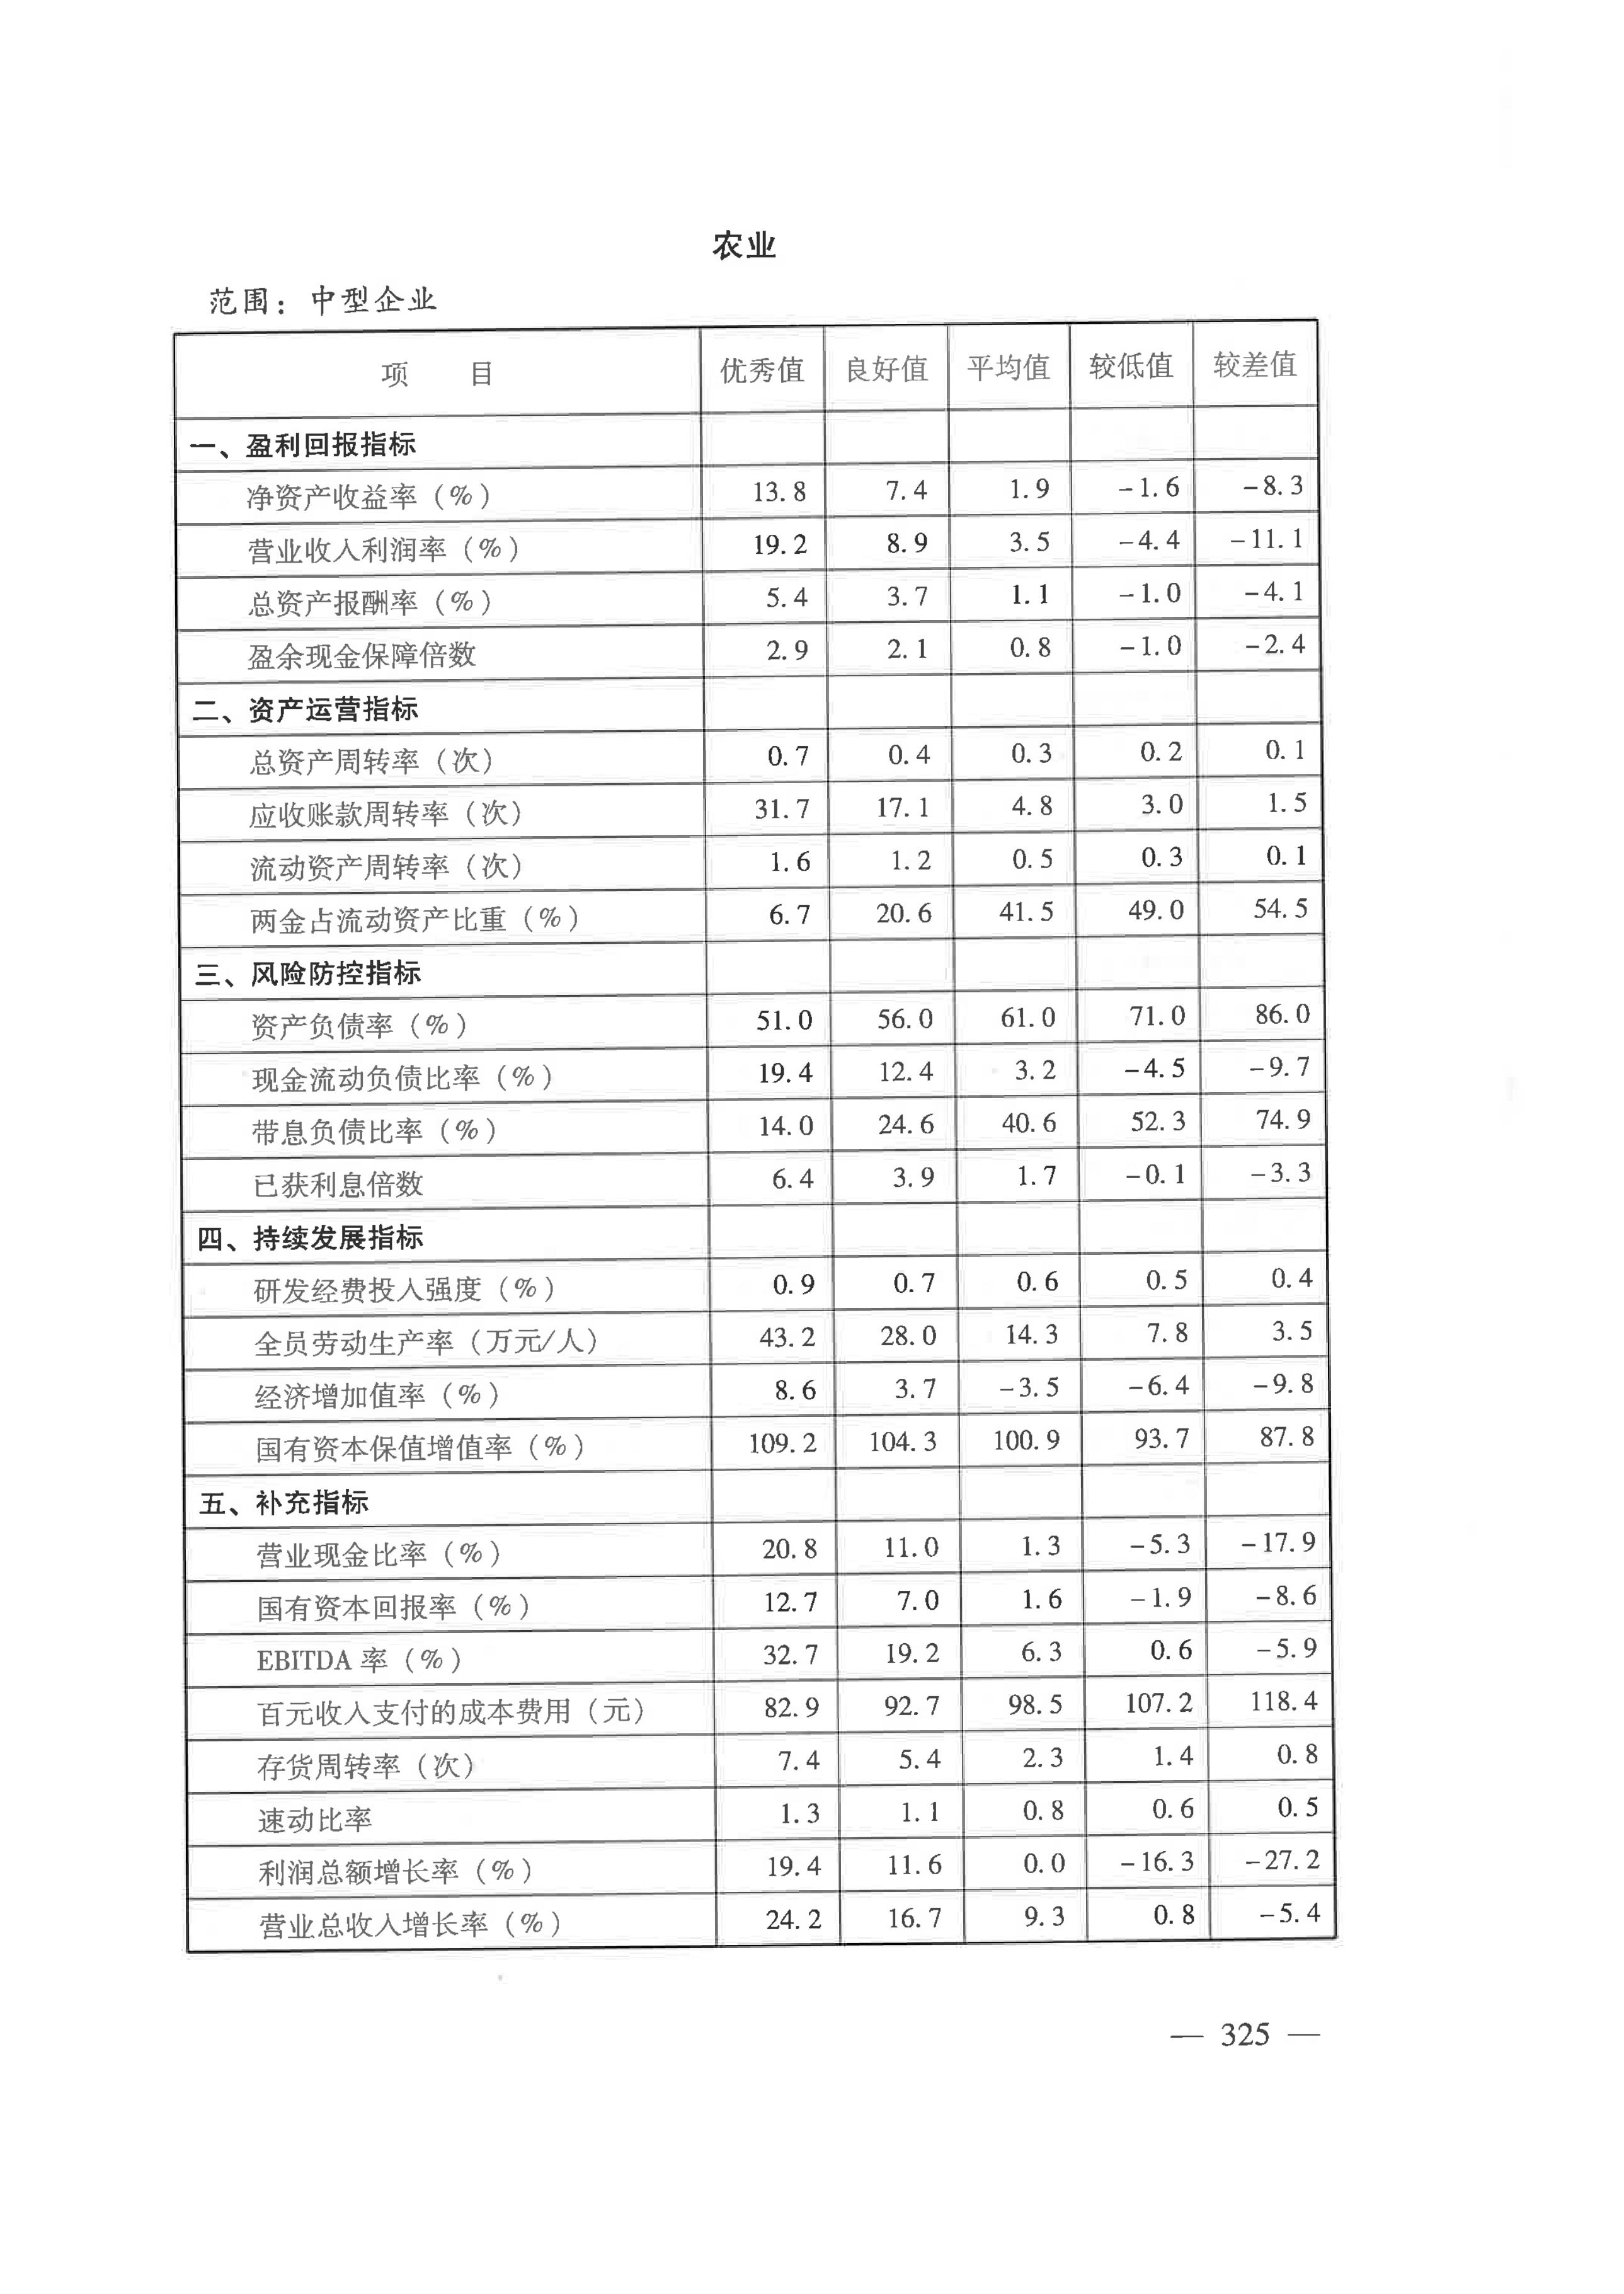 农业
范围：中型企业
项 目 优秀值 良好值 平均值 较低值 较差值
一、盈利回报指标
净资产收益率（%） 13.8 7.4 1.9 -1.6 -8.3
营业收入利润率（%） 19.2 8.9 3.5 -4.4 -11.1
总资产报酬率（%） 5.4 3.7 1.1 -1.0 -4.1
盈余现金保障倍数 2.9 2.1 0.8 -1.0 -2.4
二、资产运营指标
总资产周转率（次） 0.7 0.4 0.3 0.2 0.1
应收账款周转率（次） 31.7 17.1 4.8 3.0 1.5
流动资产周转率（次） 1.6 1.2 0.5 0.3 0.1
两金占流动资产比重（%） 6.7 20.6 41.5 49.0 54.5
三、风险防控指标
资产负债率（%） 51.0 56.0 61.0 71.0 86.0
现金流动负债比率（%） 19.4 12.4 3.2 -4.5 -9.7
带息负债比率（%） 14.0 24.6 40.6 52.3 74.9
已获利息倍数 6.4 3.9 1.7 -0.1 -3.3
四、持续发展指标
研发经费投入强度（%） 0.9 0.7 0.6 0.5 0.4
全员劳动生产率（万元/人） 43.2 28.0 14.3 7.8 3.5
经济增加值率（%） 8.6 3.7 -3.5 -6.4 -9.8
国有资本保值增值率（%） 109.2 104.3 100.9 93.7 87.8
五、补充指标
营业现金比率（%） 20.8 11.0 1.3 -5.3 -17.9
国有资本回报率（%） 12.7 7.0 1.6 -1.9 -8.6
EBITDA 率（%） 32.7 19.2 6.3 0.6 -5.9
百元收入支付的成本费用（元） 82.9 92.7 98.5 107.2 118.4
存货周转率（次） 7.4 5.4 2.3 1.4 0.8
速动比率 1.3 1.1 0.8 0.6 0.5
利润总额增长率（%） 19.4 11.6 0.0 -16.3 -27.2
营业总收入增长率（%） 24.2 16.7 9.3 0.8 -5.4
— 325 —